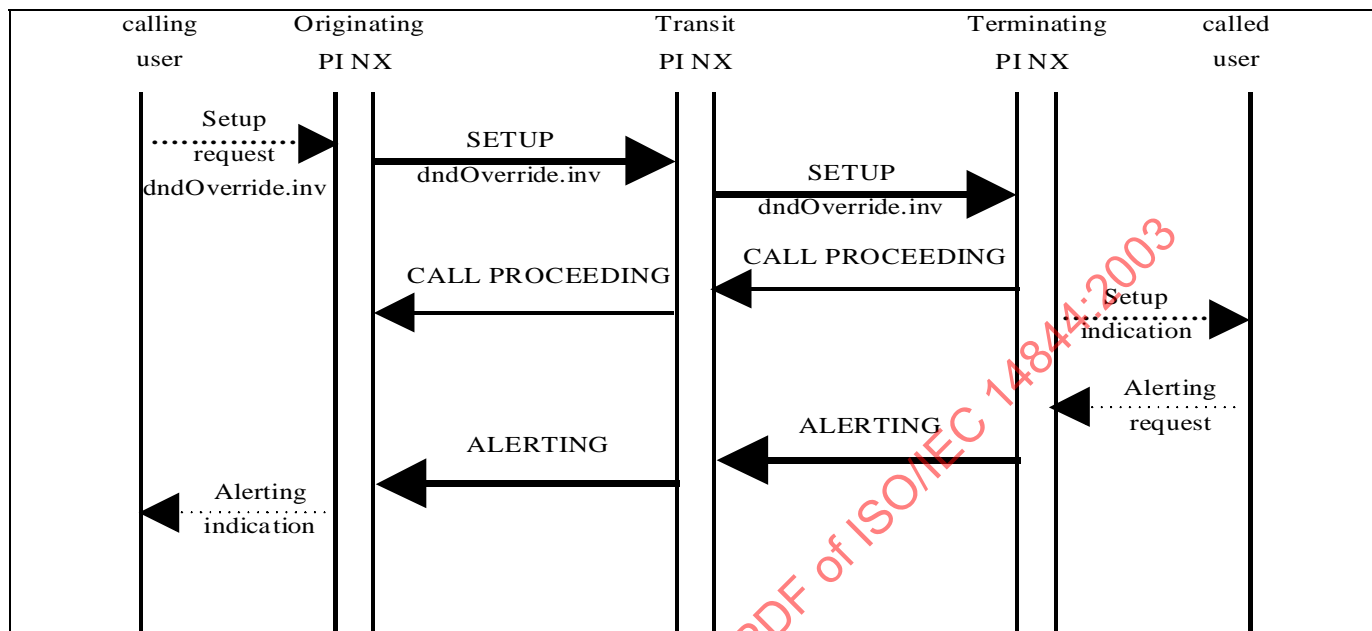 calling Originating Transit Terminating called
user PINX PINX PINX user
Setup
request
dndOverride.inv
SETUP
dndOverride.inv
SETUP
dndOverride.inv
CALL PROCEEDING
CALL PROCEEDING
Setup
indication
Alerting
request
ALERTING
ALERTING
Alerting
indication
PDF of ISO/IEC 14844:2003